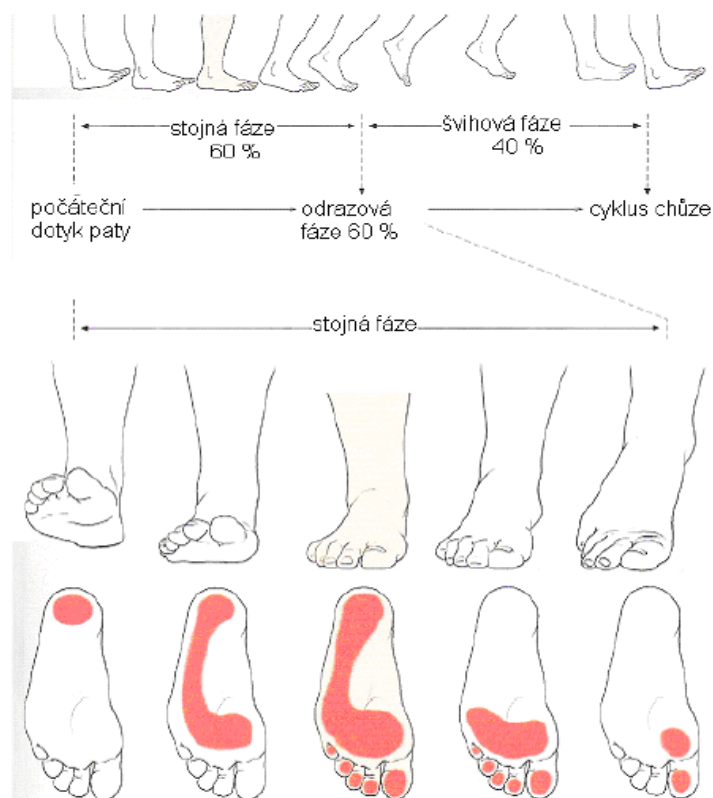 stojná fáze
60 %
švihová fáze
40 %
počáteční
dotyk paty
odrazová
fáze 60 %
cyklus chůze
stojná fáze